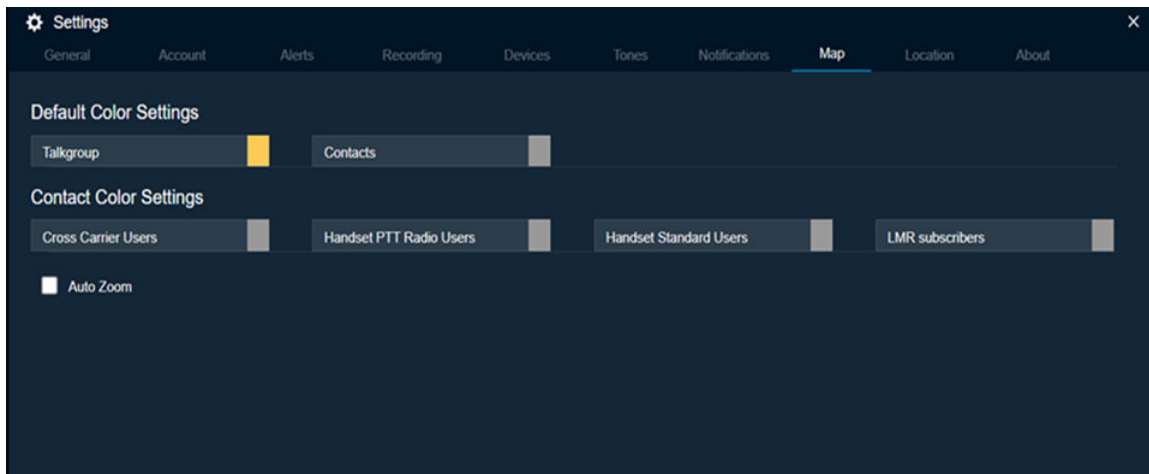 Settings
General Account Alerts Recording Devices Tones Notifications Map Location About
Default Color Settings
Talkgroup Contacts
Contact Color Settings
Cross Carrier Users Handset PTT Radio Users Handset Standard Users LMR subscribers
Auto Zoom